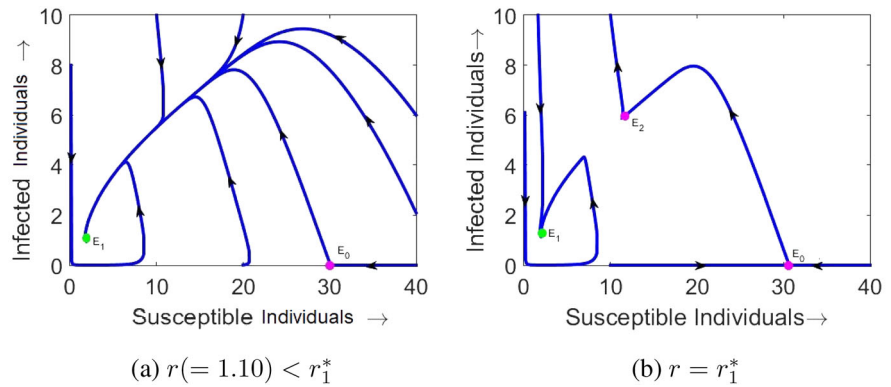 10
8
6
4
2
0
Infected Individuals →
E₁
E₀
0 10 20 30 40
Susceptible Individuals →
(a) r(= 1.10) < r₁*
10
8
6
4
2
0
Infected Individuals→
E₂
E₁
E₀
0 10 20 30 40
Susceptible Individuals→
(b) r = r₁*